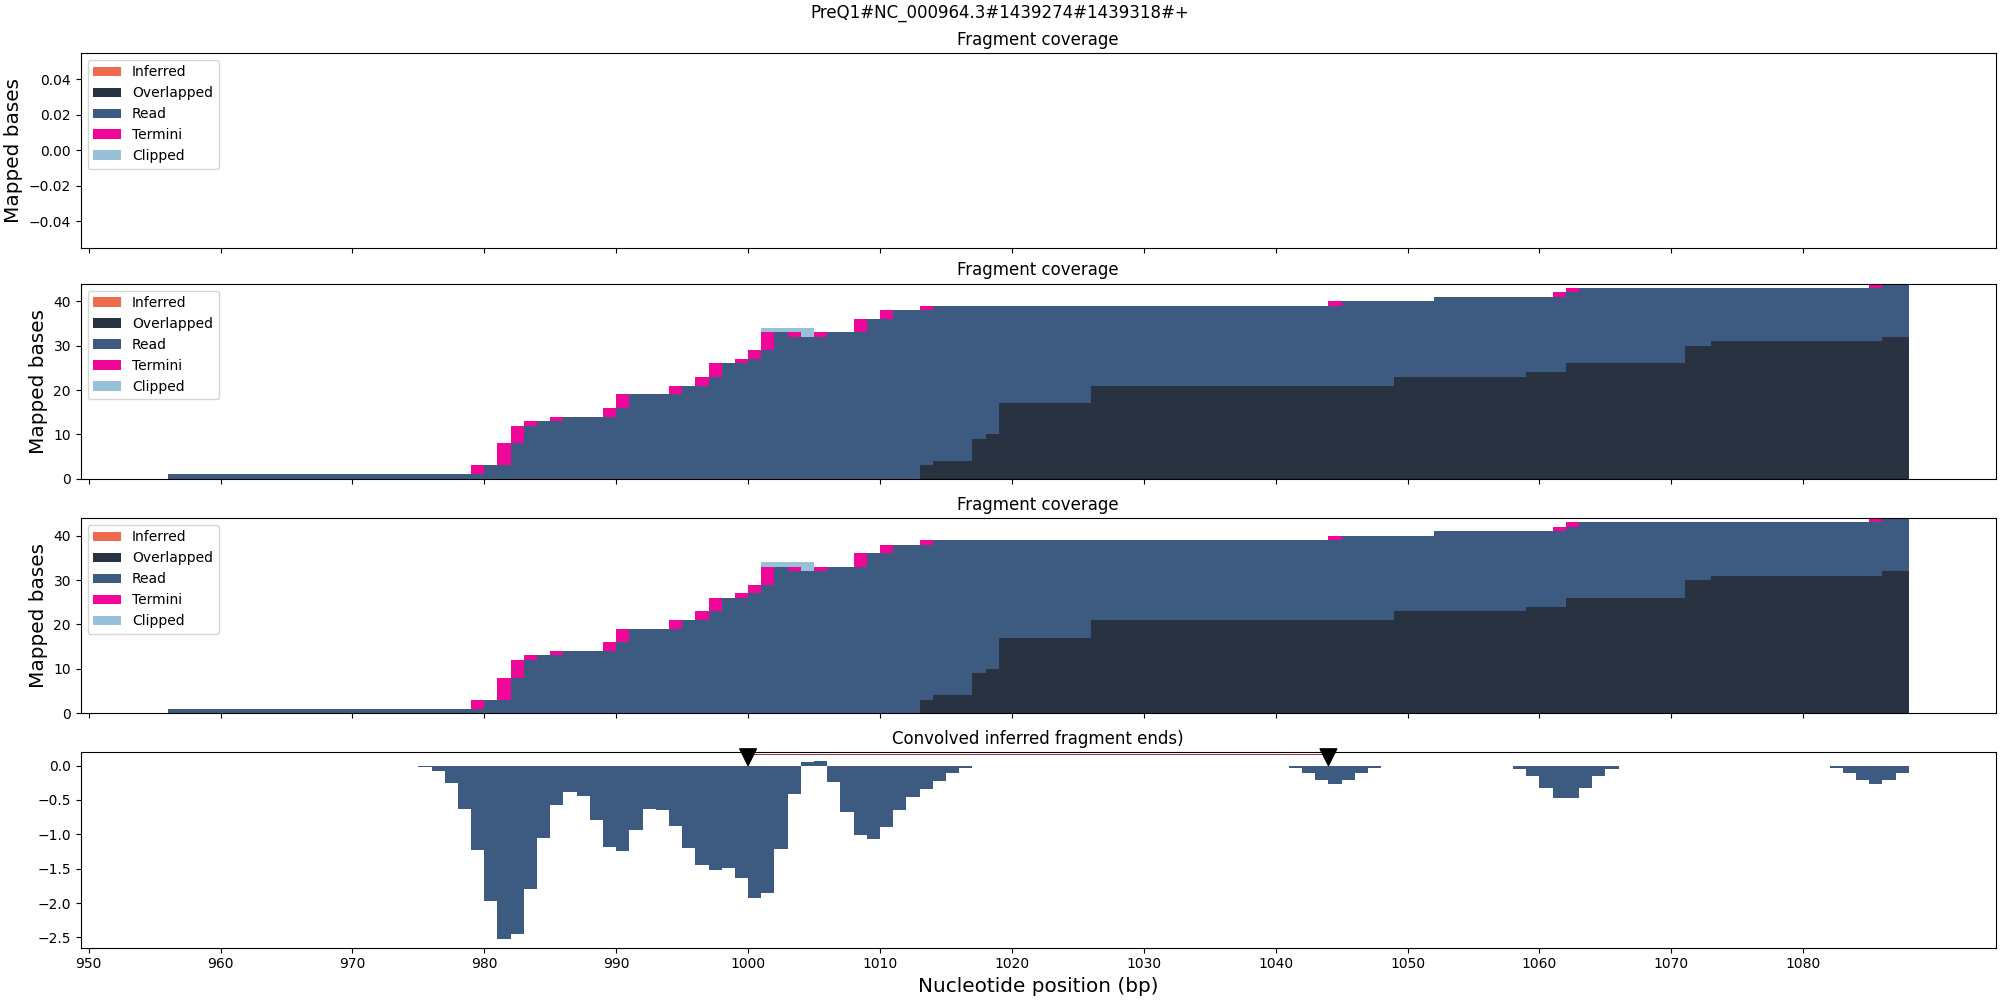 PreQ1#NC_000964.3#1439274#1439318#+
Fragment coverage
Mapped bases
0.04
0.02
0.00
−0.02
−0.04
Inferred
Overlapped
Read
Termini
Clipped
Fragment coverage
Mapped bases
40
30
20
10
0
Inferred
Overlapped
Read
Termini
Clipped
Fragment coverage
Mapped bases
40
30
20
10
0
Inferred
Overlapped
Read
Termini
Clipped
Convolved inferred fragment ends)
0.0
−0.5
−1.0
−1.5
−2.0
−2.5
950 960 970 980 990 1000 1010 1020 1030 1040 1050 1060 1070 1080
Nucleotide position (bp)